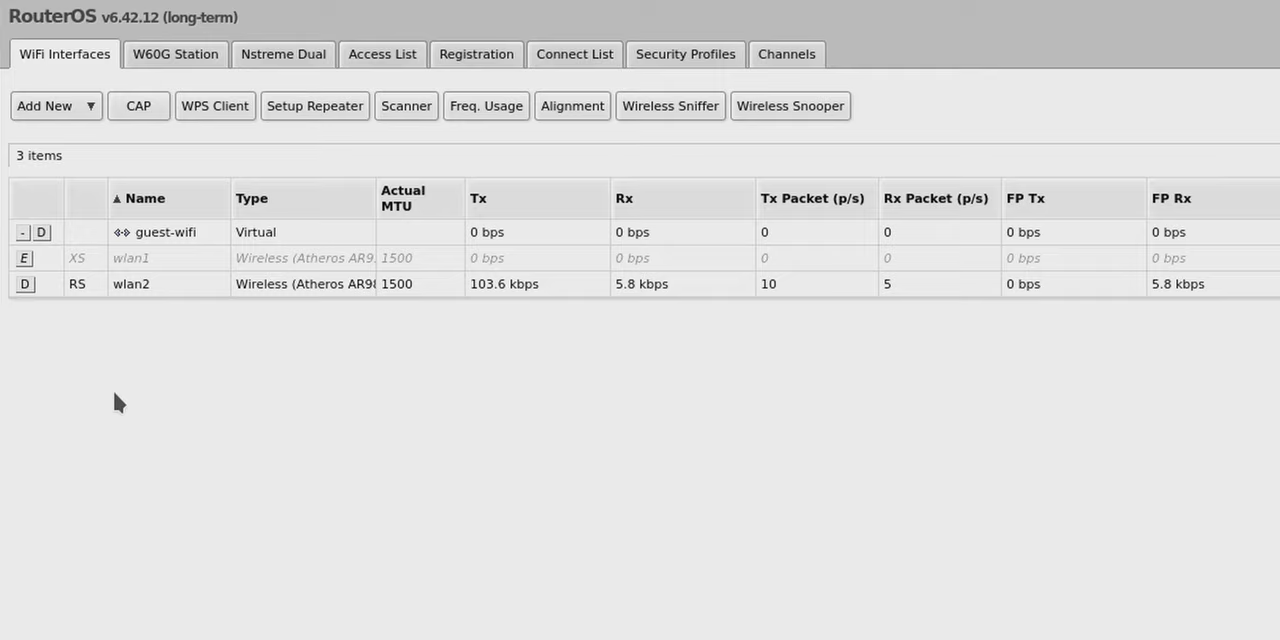 RouterOS v6.42.12 (long-term)
WiFi Interfaces W60G Station Nstreme Dual Access List Registration Connect List Security Profiles Channels
Add New ▼ CAP WPS Client Setup Repeater Scanner Freq. Usage Alignment Wireless Sniffer Wireless Snooper
3 items
▲ Name Type Actual MTU Tx Rx Tx Packet (p/s) Rx Packet (p/s) FP Tx FP Rx
- D guest-wifi Virtual 0 bps 0 bps 0 0 0 bps 0 bps
E XS wlan1 Wireless (Atheros AR9. 1500 0 bps 0 bps 0 0 0 bps 0 bps
D RS wlan2 Wireless (Atheros AR98 1500 103.6 kbps 5.8 kbps 10 5 0 bps 5.8 kbps